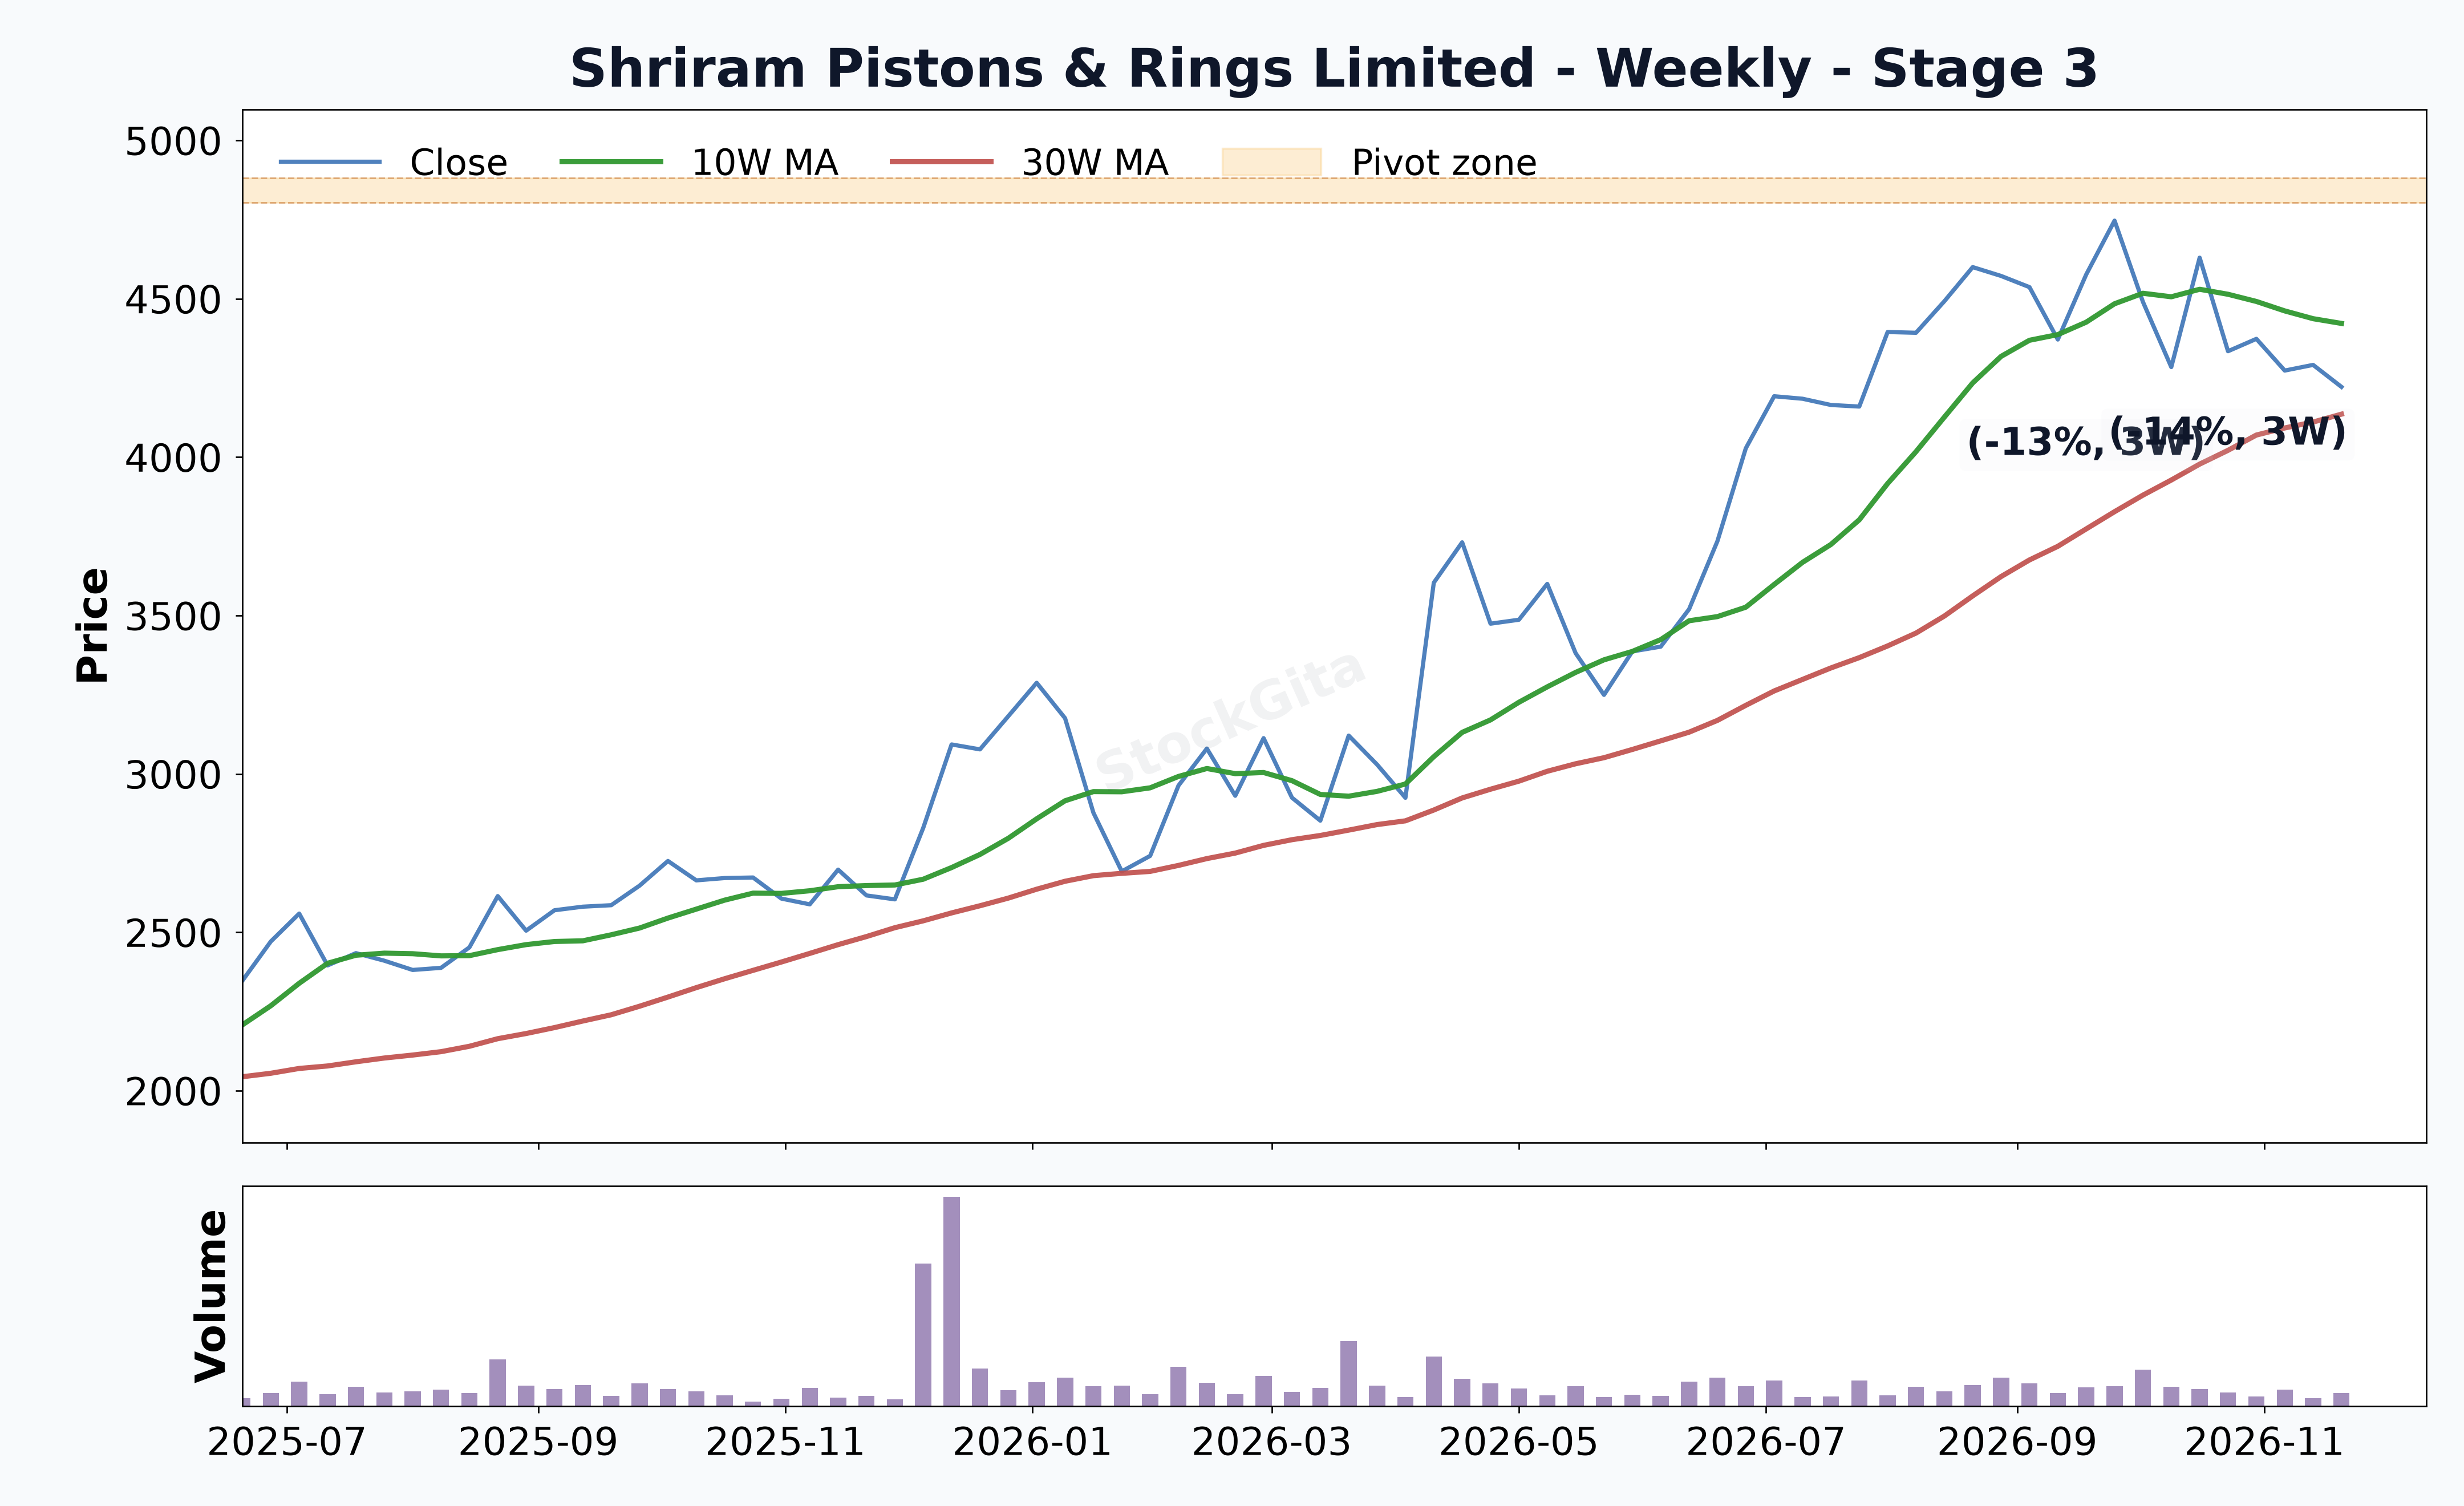 Shriram Pistons & Rings Limited - Weekly - Stage 3
Close 10W MA 30W MA Pivot zone
5000
4500
4000
3500
3000
2500
2000
Price
(-13%, 3W)
(-14%, 3W)
StockGita
Volume
2025-07 2025-09 2025-11 2026-01 2026-03 2026-05 2026-07 2026-09 2026-11